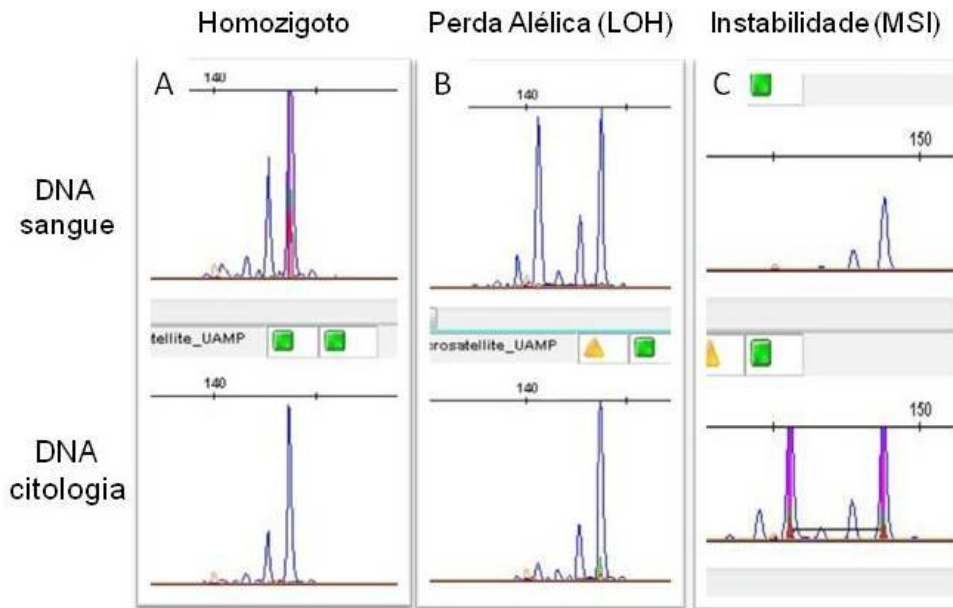 Homozigoto
Perda Alélica (LOH)
Instabilidade (MSI)
A
B
C
DNA
sangue
140
140
150
tellite_UAMP
rosatellite_UAMP
DNA
citologia
140
140
150